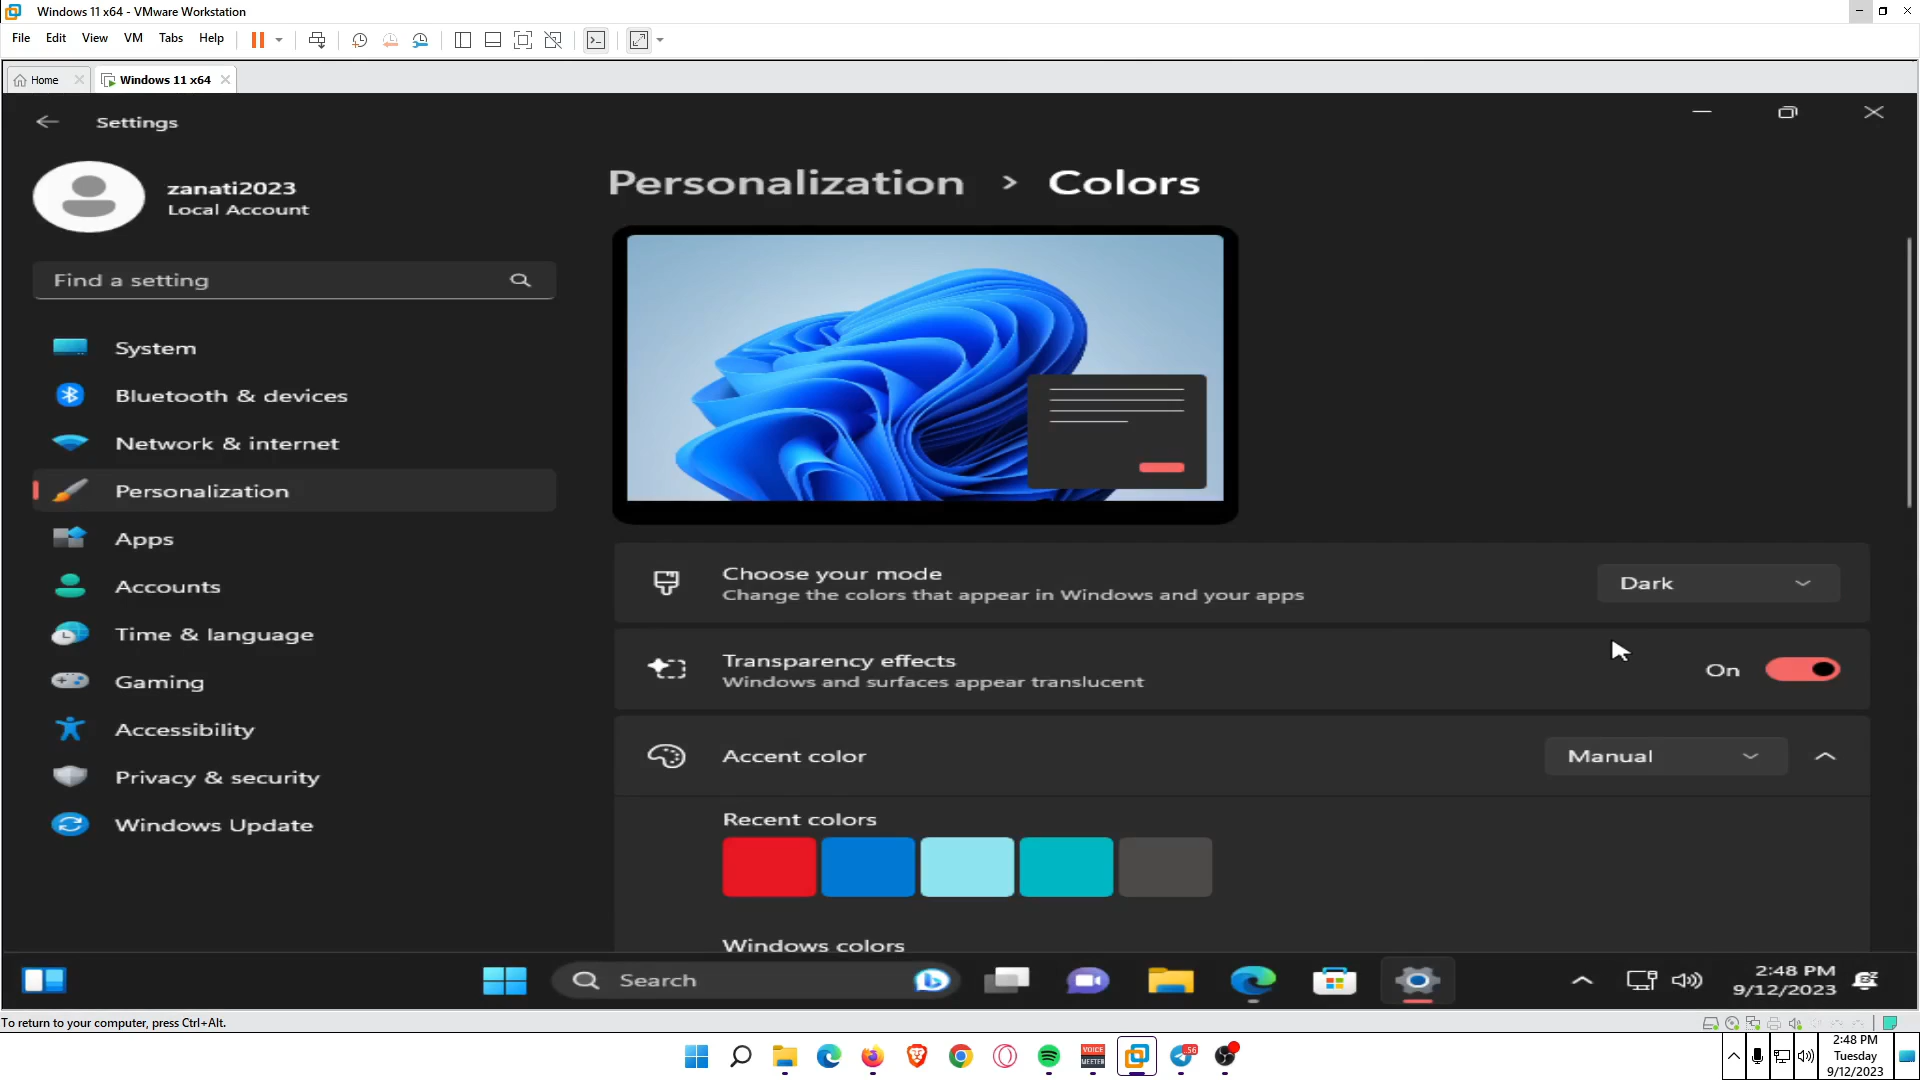 Windows 11 x64 - VMware Workstation
File Edit View VM Tabs Help
Home
Windows 11 x64
Settings
zanati2023
Local Account
Find a setting
System
Bluetooth & devices
Network & internet
Personalization
Apps
Accounts
Time & language
Gaming
Accessibility
Privacy & security
Windows Update
Personalization > Colors
Choose your mode
Change the colors that appear in Windows and your apps
Dark
Transparency effects
Windows and surfaces appear translucent
On
Accent color
Manual
Recent colors
Windows colors
Search
2:48 PM
9/12/2023
To return to your computer, press Ctrl+Alt.
VOICE
MEETER
56
2:48 PM
Tuesday
9/12/2023